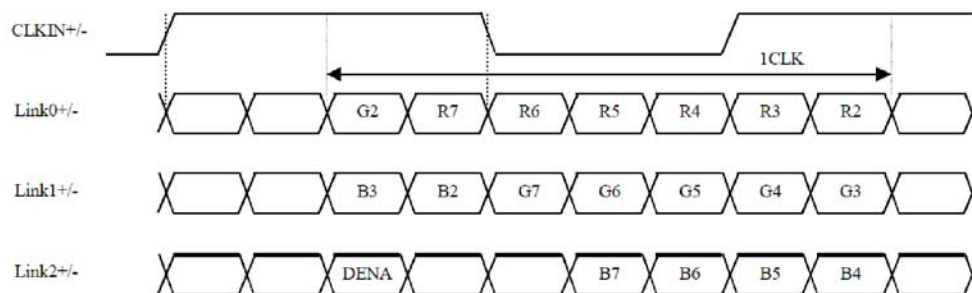 CLKIN+/-
1CLK
Link0+/- G2 R7 R6 R5 R4 R3 R2
Link1+/- B3 B2 G7 G6 G5 G4 G3
Link2+/- DENA B7 B6 B5 B4